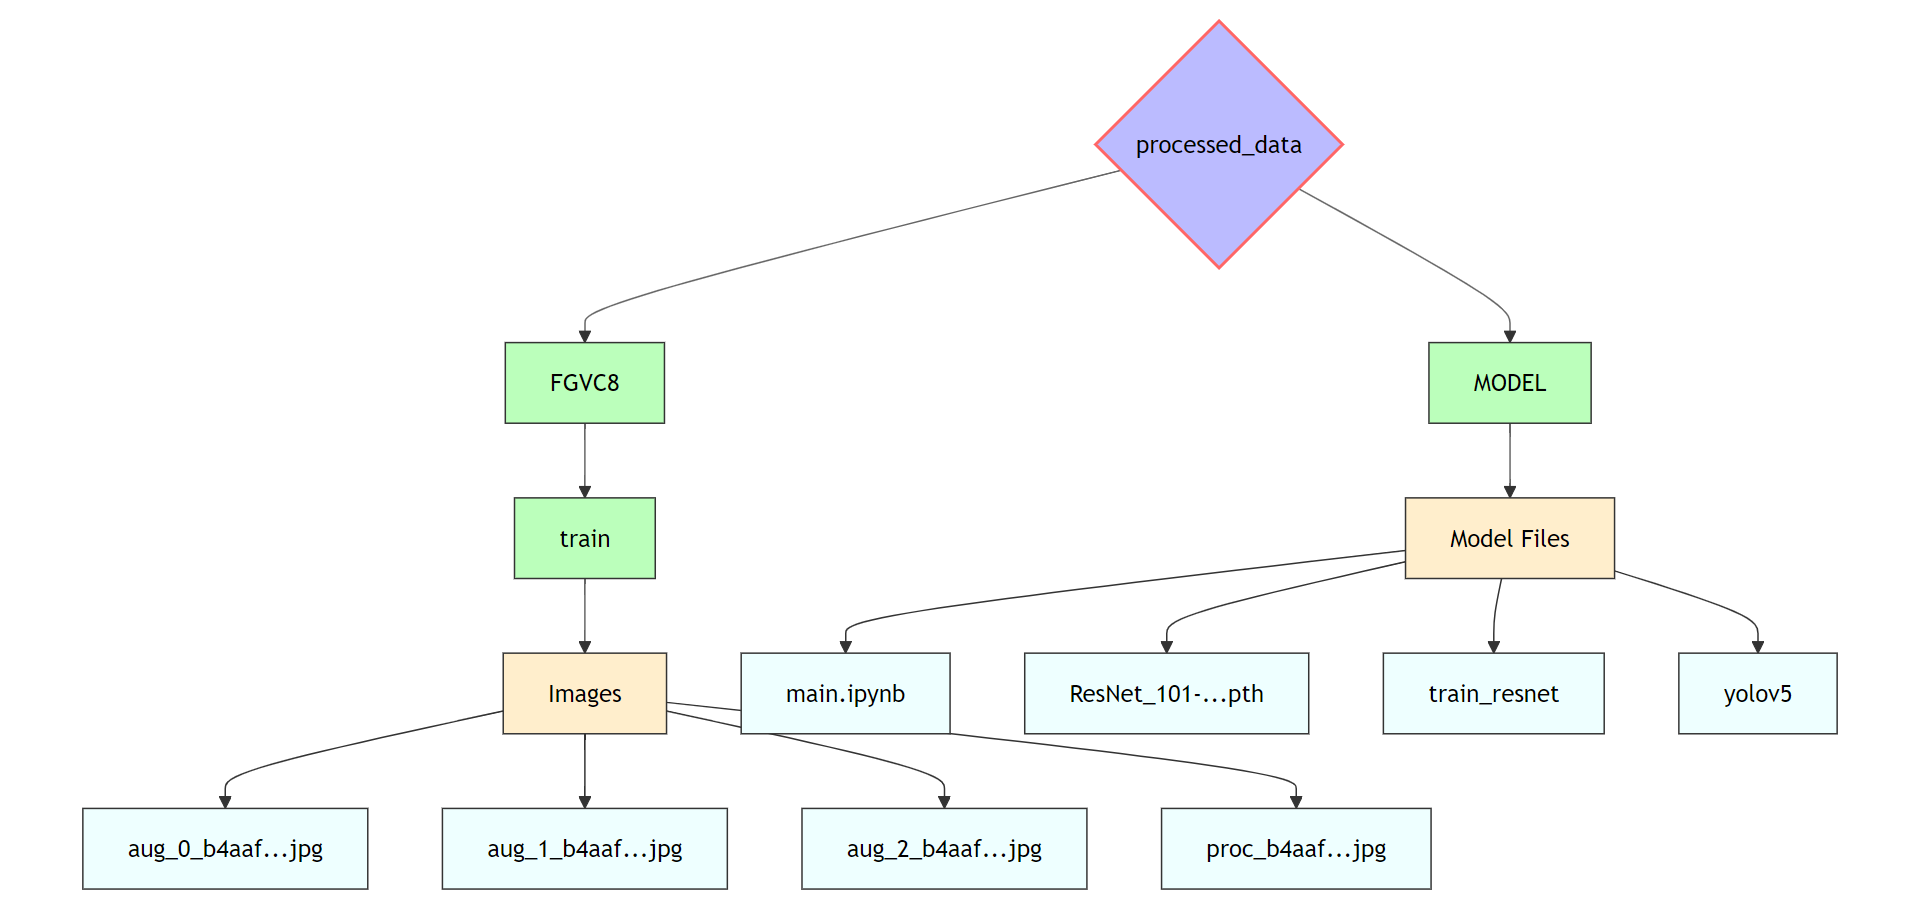 processed_data
FGVC8
MODEL
train
Model Files
Images
main.ipynb
ResNet_101-...pth
train_resnet
yolov5
aug_0_b4aaf...jpg
aug_1_b4aaf...jpg
aug_2_b4aaf...jpg
proc_b4aaf...jpg